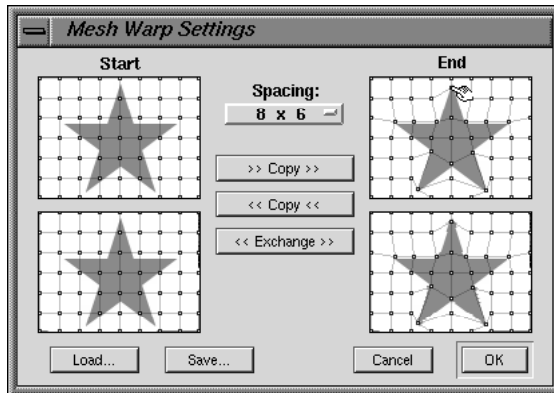 Mesh Warp Settings
Start
End
Spacing:
8 x 6
>> Copy >>
<< Copy <<
<< Exchange >>
Load...
Save...
Cancel
OK